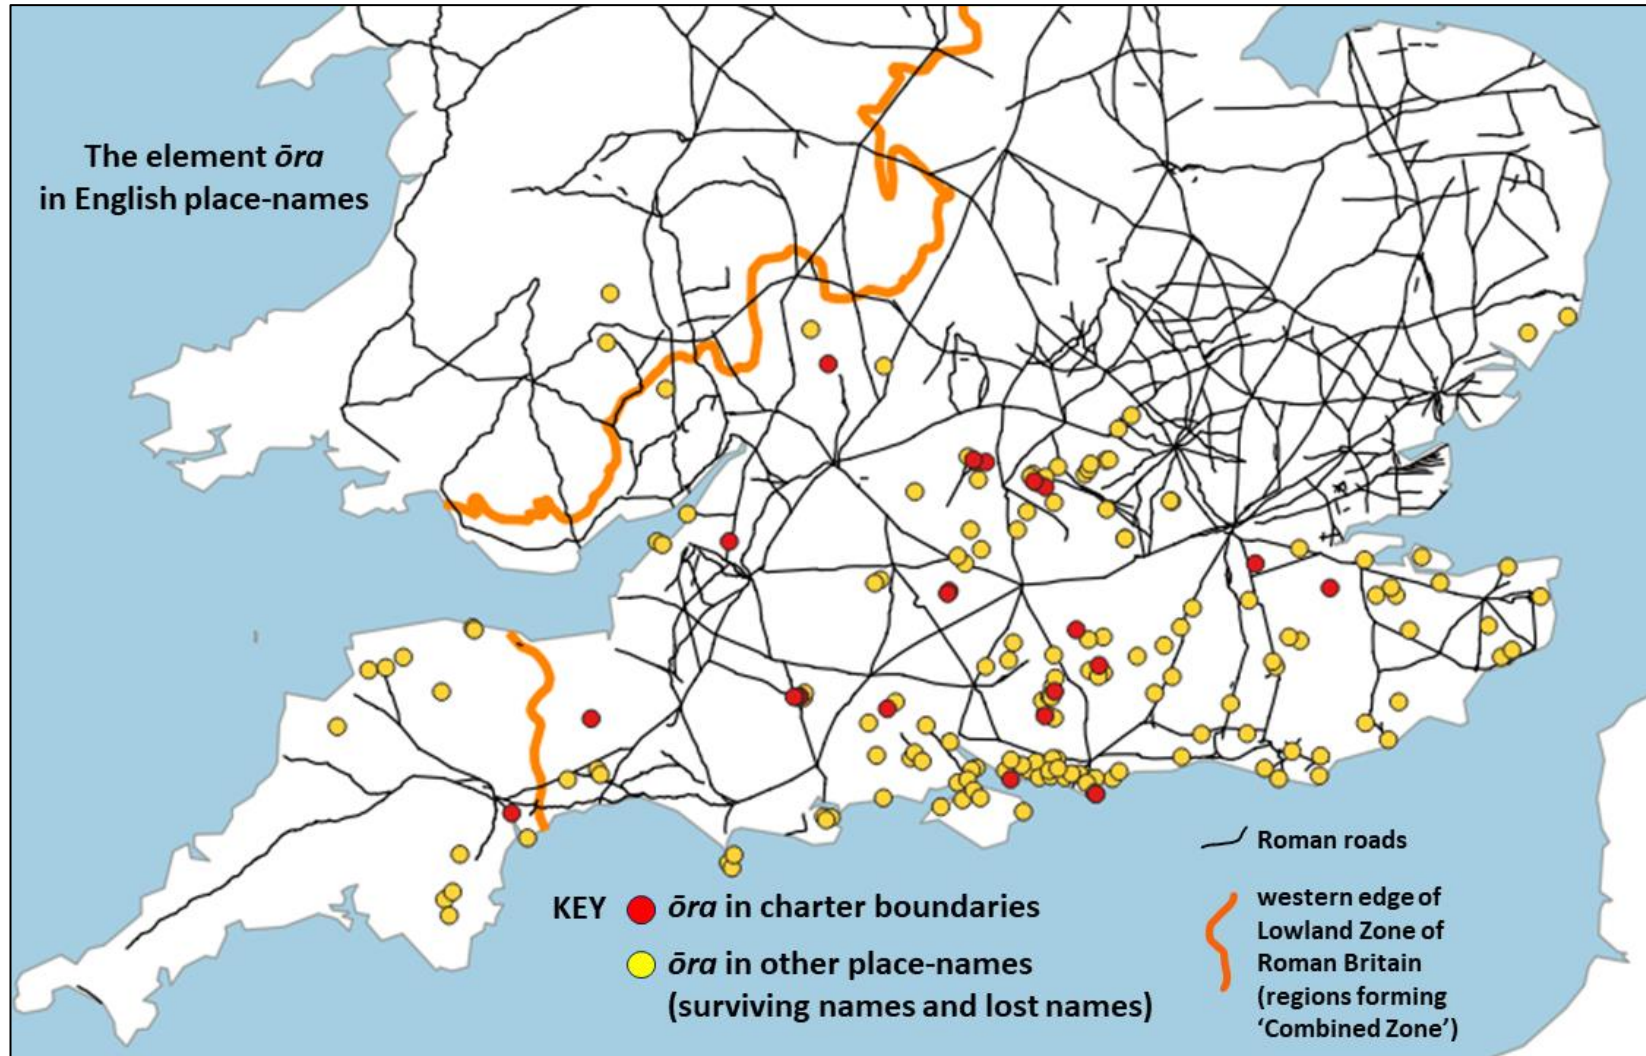 The element ōra
in English place-names
KEY
ōra in charter boundaries
ōra in other place-names
(surviving names and lost names)
Roman roads
western edge of
Lowland Zone of
Roman Britain
(regions forming
‘Combined Zone’)